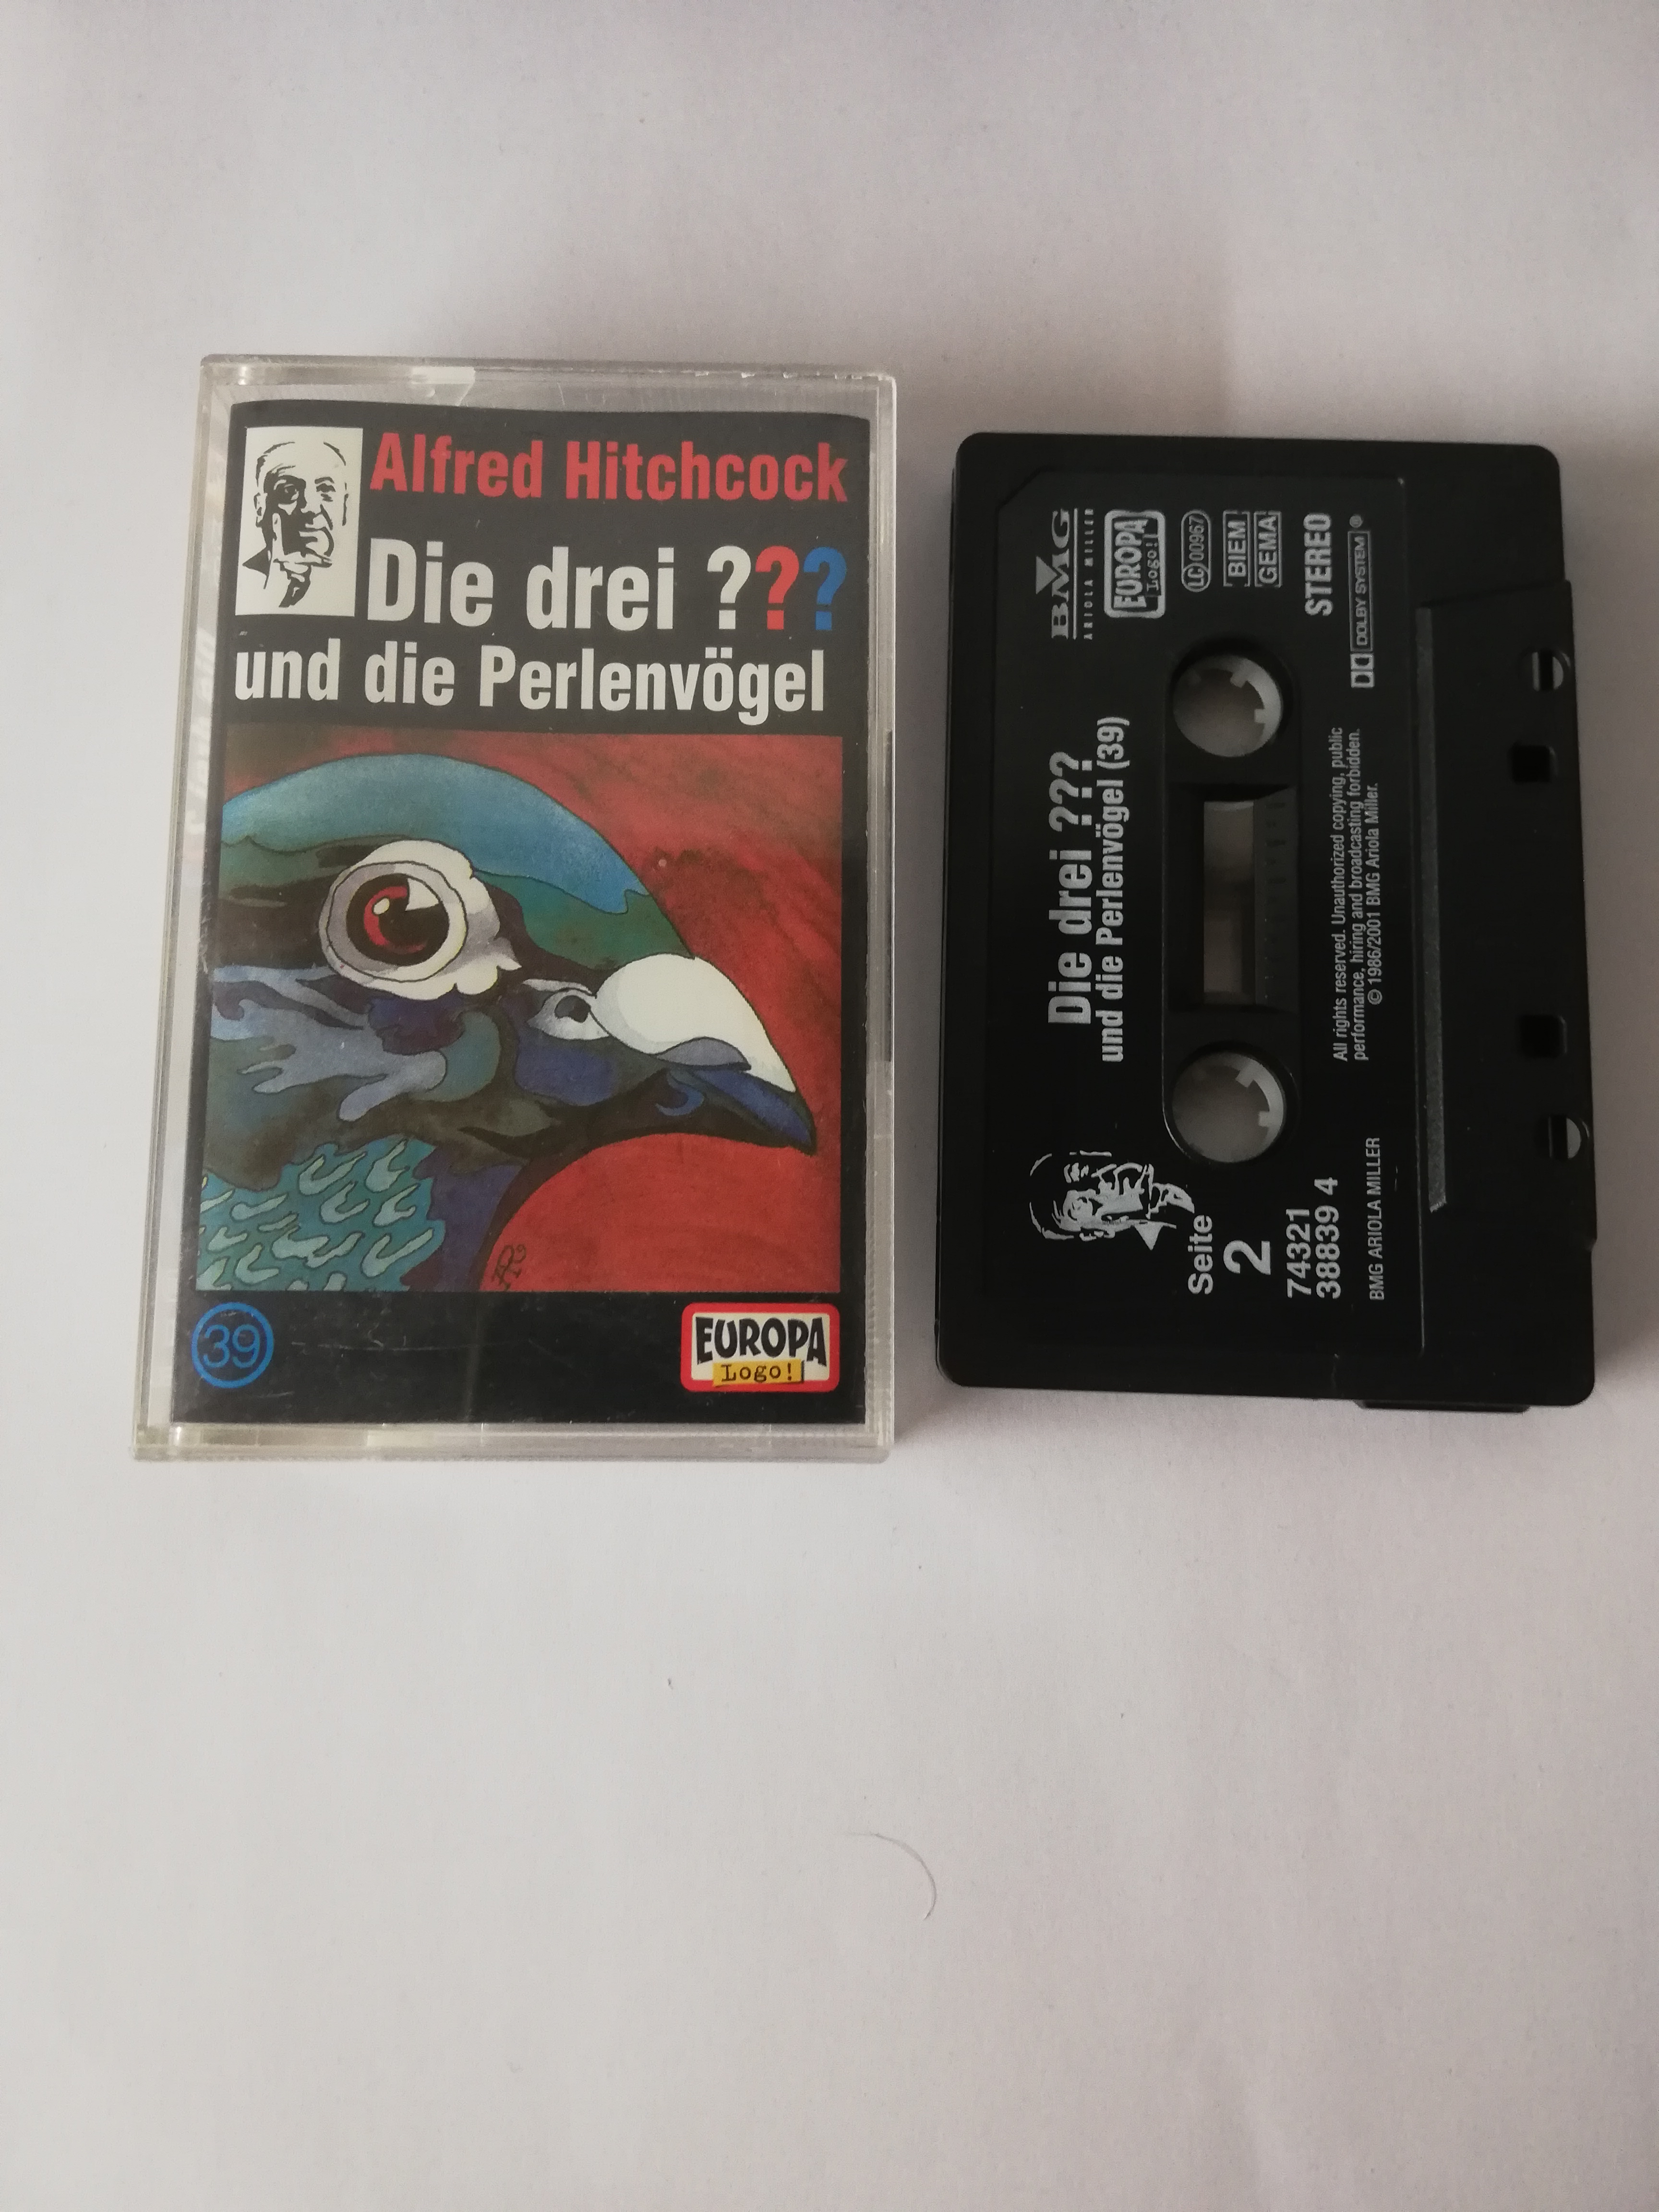 Alfred Hitchcock
Die drei ???
und die Perlenvögel
39
EUROPA
Logo!
Die drei ???
und die Perlenvögel (39)
BMG
ARIOLA MILLER
EUROPA
Logo!
LC 00967
BIEM
GEMA
STEREO
DOLBY SYSTEM®
Seite
2
74321
38839 4
BMG ARIOLA MILLER
All rights reserved. Unauthorized copying, public
performance, hiring and broadcasting forbidden.
© 1986/2001 BMG Ariola Miller.